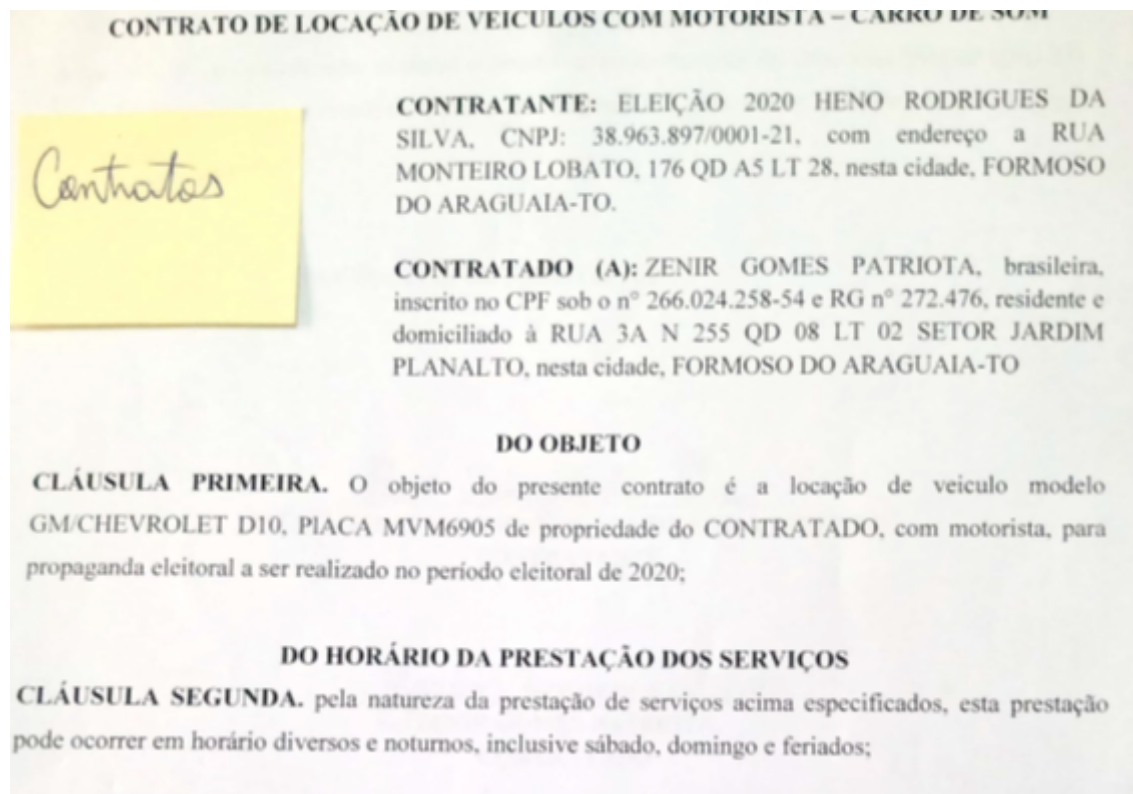 CONTRATO DE LOCAÇÃO DE VEICULOS COM MOTORISTA – CARRO DE SOM
Contratos
CONTRATANTE: ELEIÇÃO 2020 HENO RODRIGUES DA
SILVA, CNPJ: 38.963.897/0001-21, com endereço a RUA
MONTEIRO LOBATO, 176 QD A5 LT 28, nesta cidade, FORMOSO
DO ARAGUAIA-TO.
CONTRATADO (A): ZENIR GOMES PATRIOTA, brasileira,
inscrito no CPF sob o nº 266.024.258-54 e RG nº 272.476, residente e
domiciliado à RUA 3A N 255 QD 08 LT 02 SETOR JARDIM
PLANALTO, nesta cidade, FORMOSO DO ARAGUAIA-TO
DO OBJETO
CLÁUSULA PRIMEIRA. O objeto do presente contrato é a locação de veiculo modelo
GM/CHEVROLET D10, PIACA MVM6905 de propriedade do CONTRATADO, com motorista, para
propaganda eleitoral a ser realizado no período eleitoral de 2020;
DO HORÁRIO DA PRESTAÇÃO DOS SERVIÇOS
CLÁUSULA SEGUNDA. pela natureza da prestação de serviços acima especificados, esta prestação
pode ocorrer em horário diversos e noturnos, inclusive sábado, domingo e feriados;